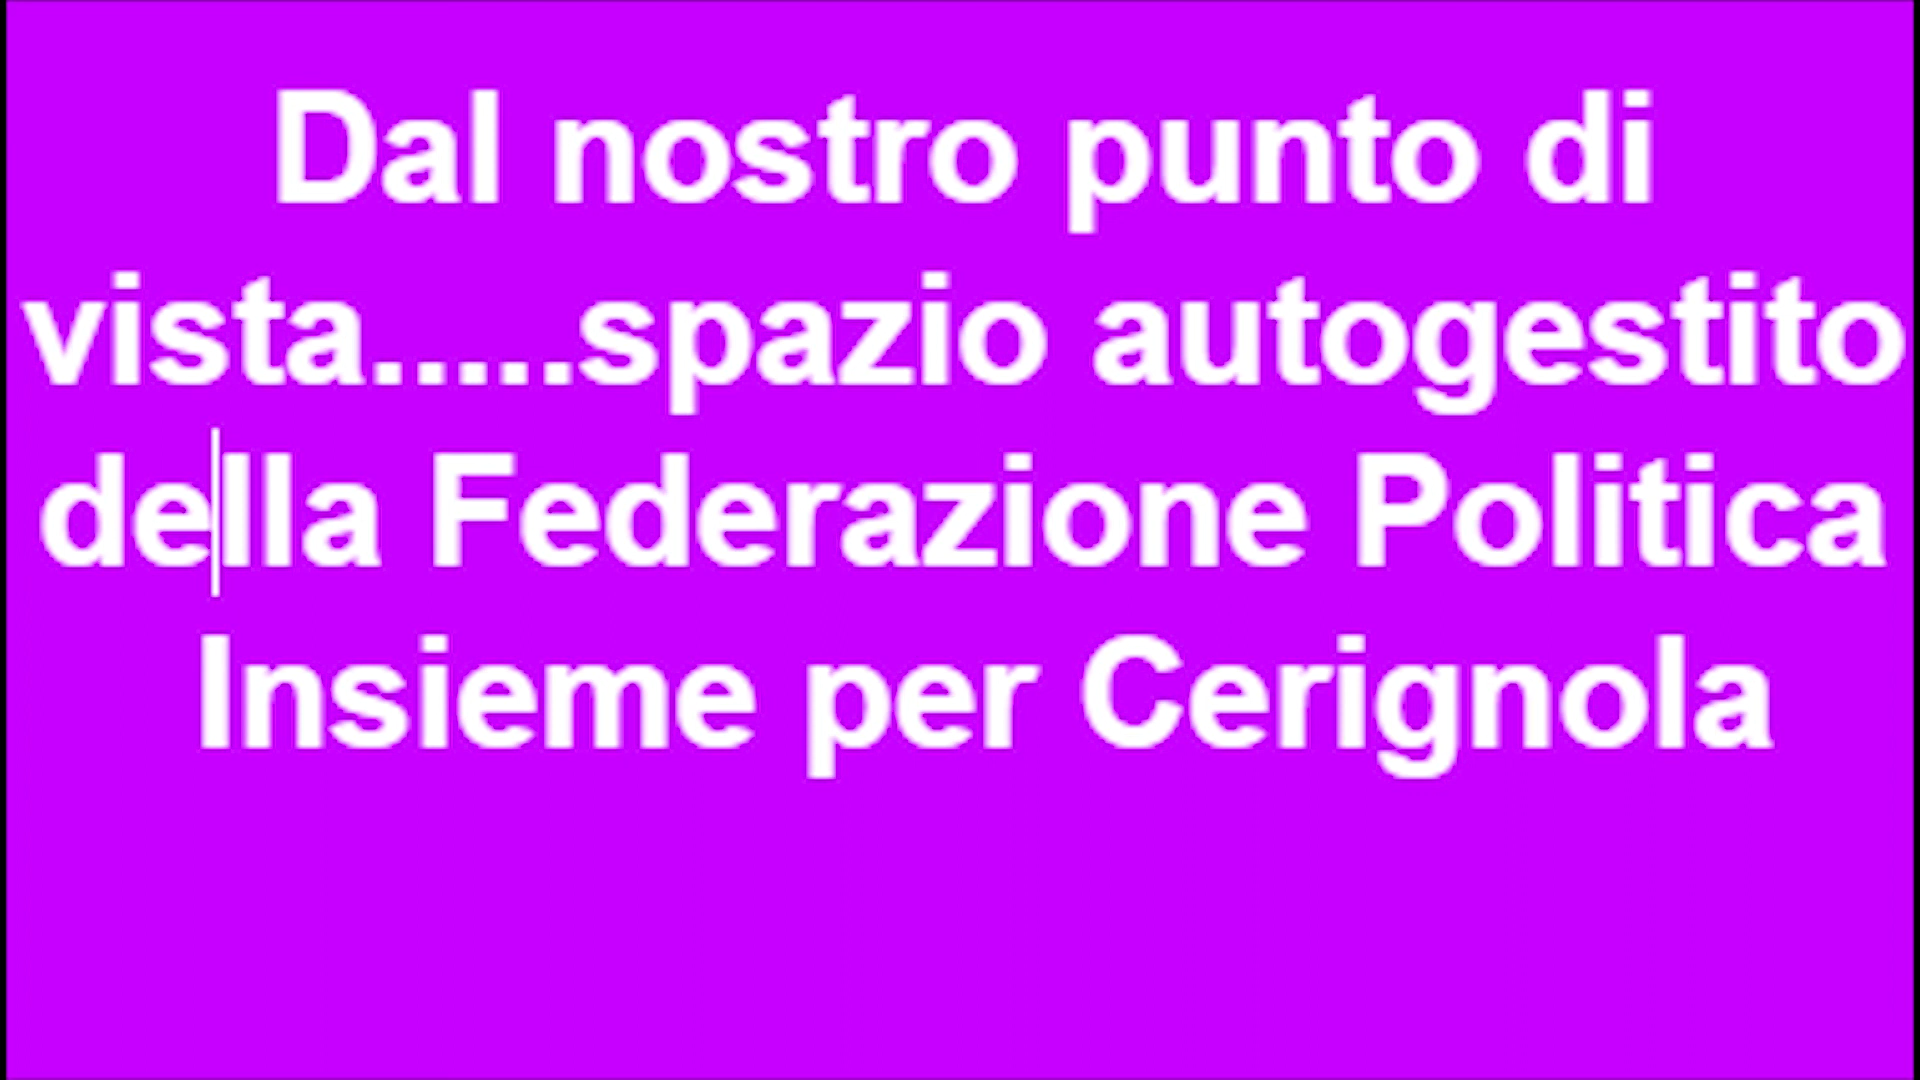 Dal nostro punto di
vista.....spazio autogestito
della Federazione Politica
Insieme per Cerignola